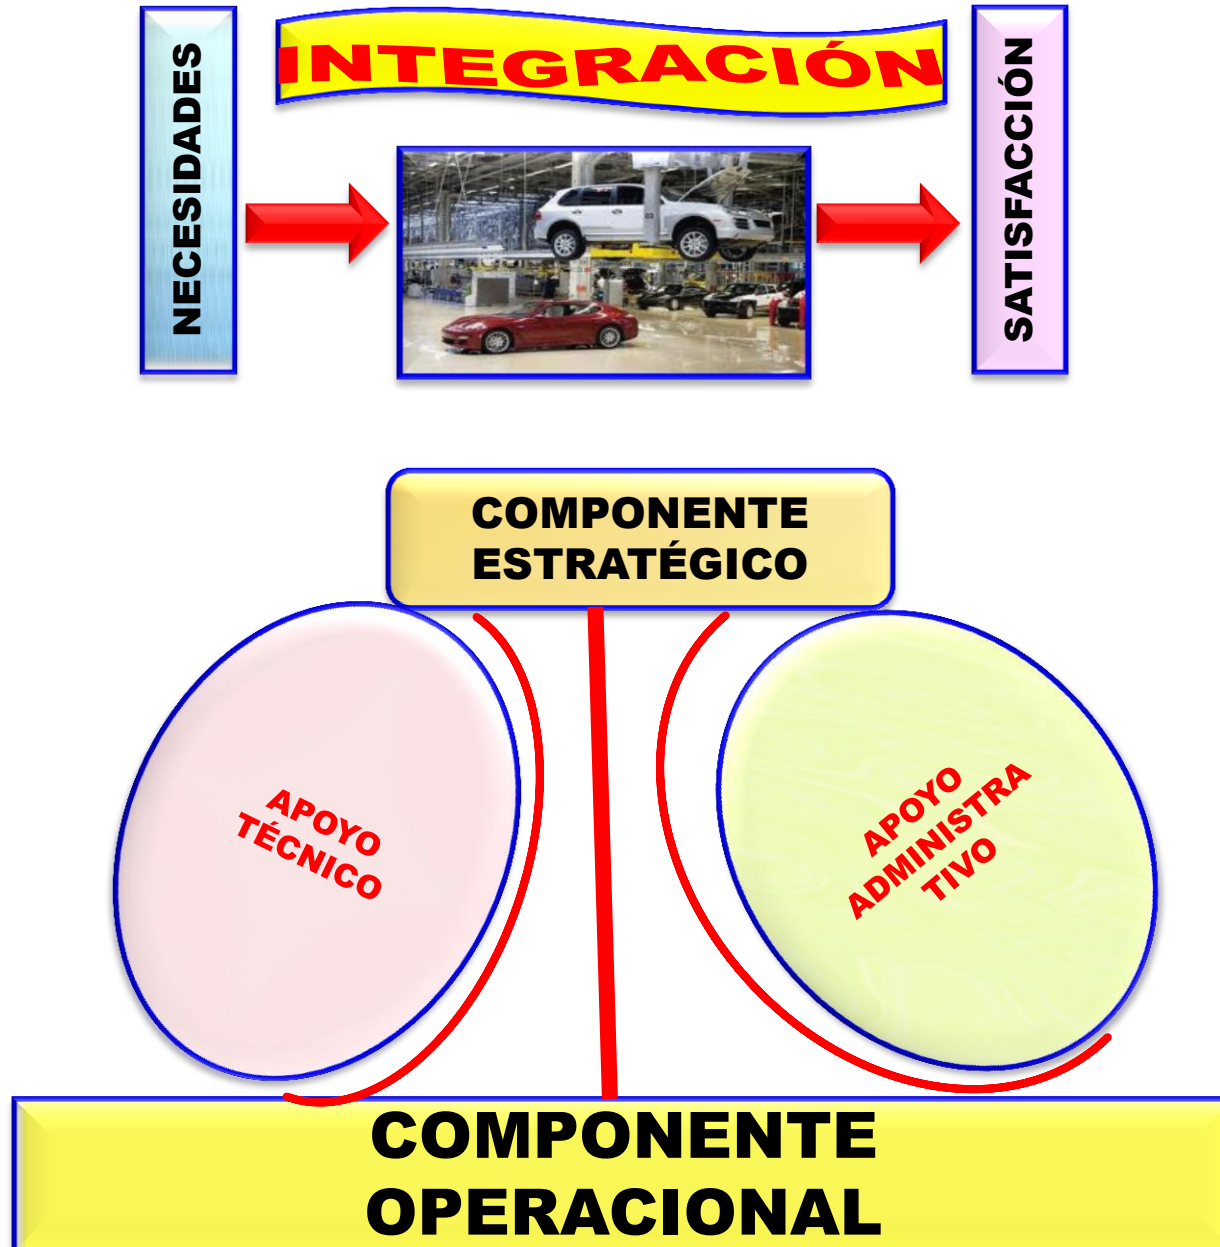 NECESIDADES
INTEGRACIÓN
SATISFACCIÓN
COMPONENTE
ESTRATÉGICO
APOYO
TÉCNICO
APOYO
ADMINISTRA
TIVO
COMPONENTE
OPERACIONAL